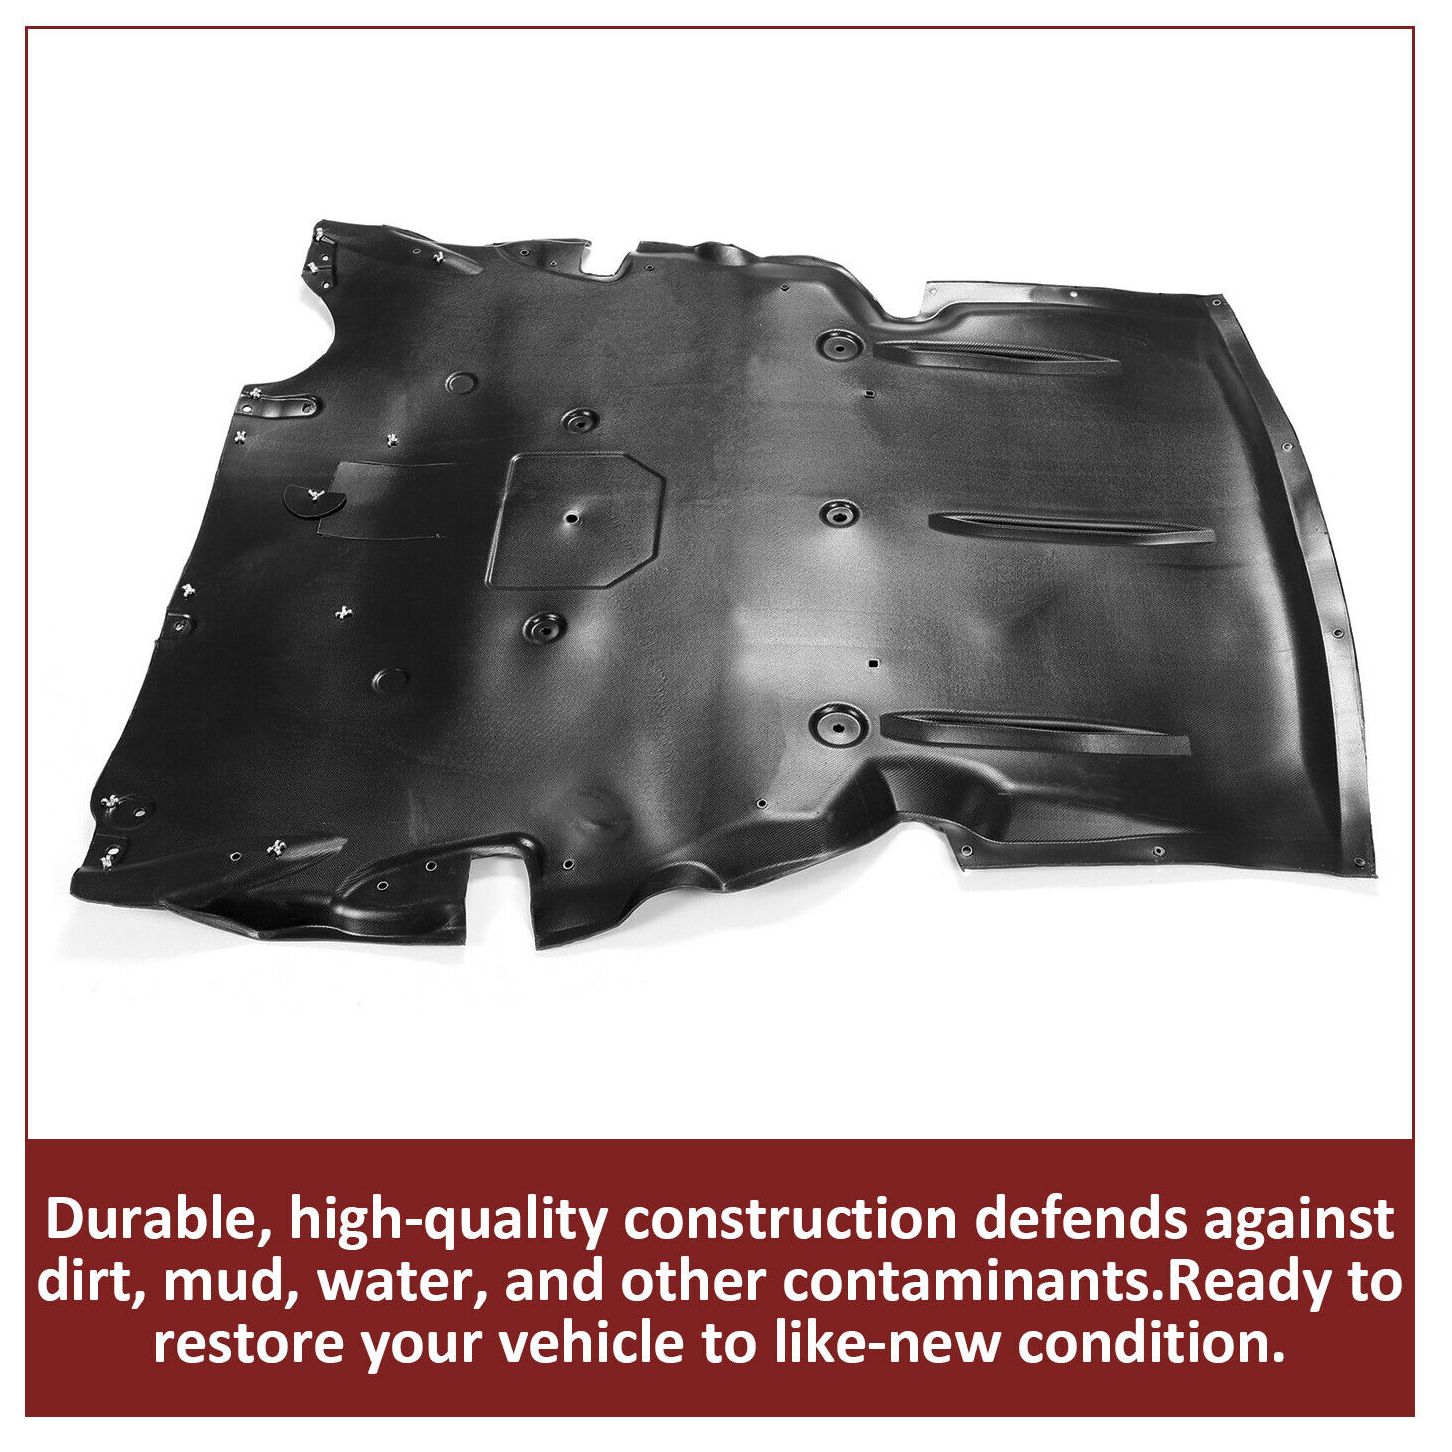 Durable, high-quality construction defends against
dirt, mud, water, and other contaminants.Ready to
restore your vehicle to like-new condition.